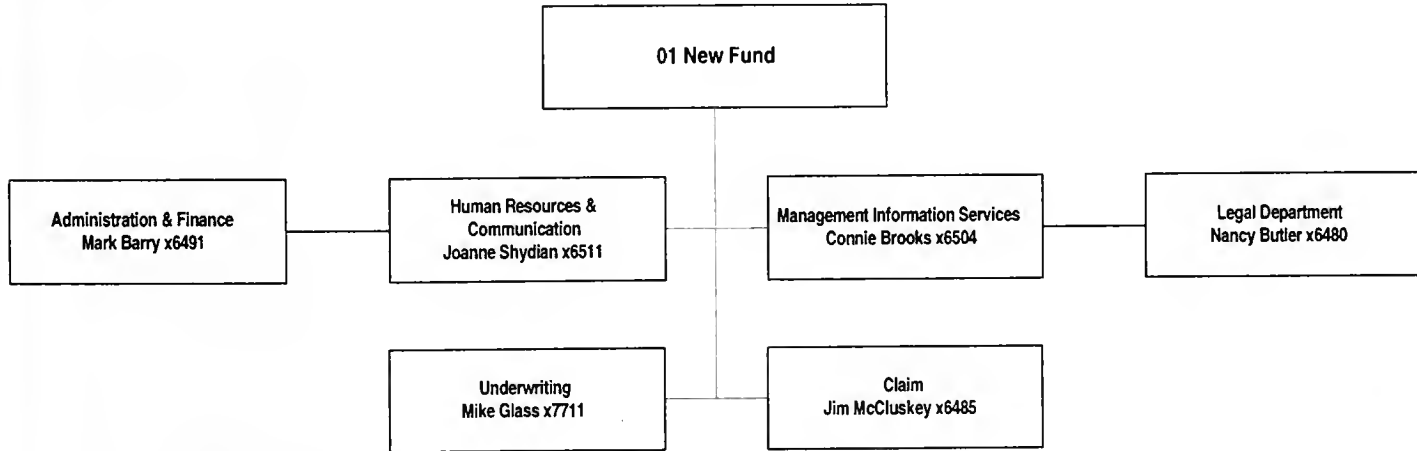 01 New Fund
Administration & Finance
Mark Barry x6491
Human Resources &
Communication
Joanne Shydian x6511
Management Information Services
Connie Brooks x6504
Legal Department
Nancy Butler x6480
Underwriting
Mike Glass x7711
Claim
Jim McCluskey x6485